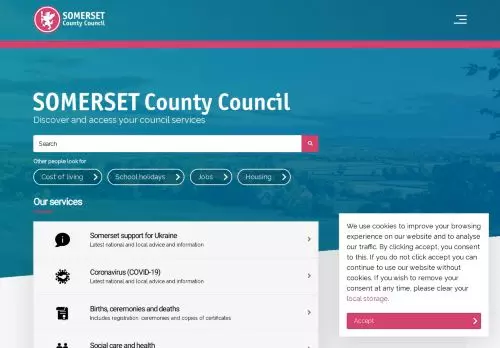 SOMERSET
County Council
SOMERSET County Council
Discover and access your council services
Search
Other people look for
Cost of living
School holidays
Jobs
Housing
Our services
Somerset support for Ukraine
Latest national and local advice and information
Coronavirus (COVID-19)
Latest national and local advice and information
Births, ceremonies and deaths
Includes registration, ceremonies and copies of certificates
Social care and health
We use cookies to improve your browsing
experience on our website and to analyse
our traffic. By clicking accept, you consent
to this. If you do not click accept you can
continue to use our website without
cookies. If you wish to remove your
consent at any time, please clear your
local storage.
Accept